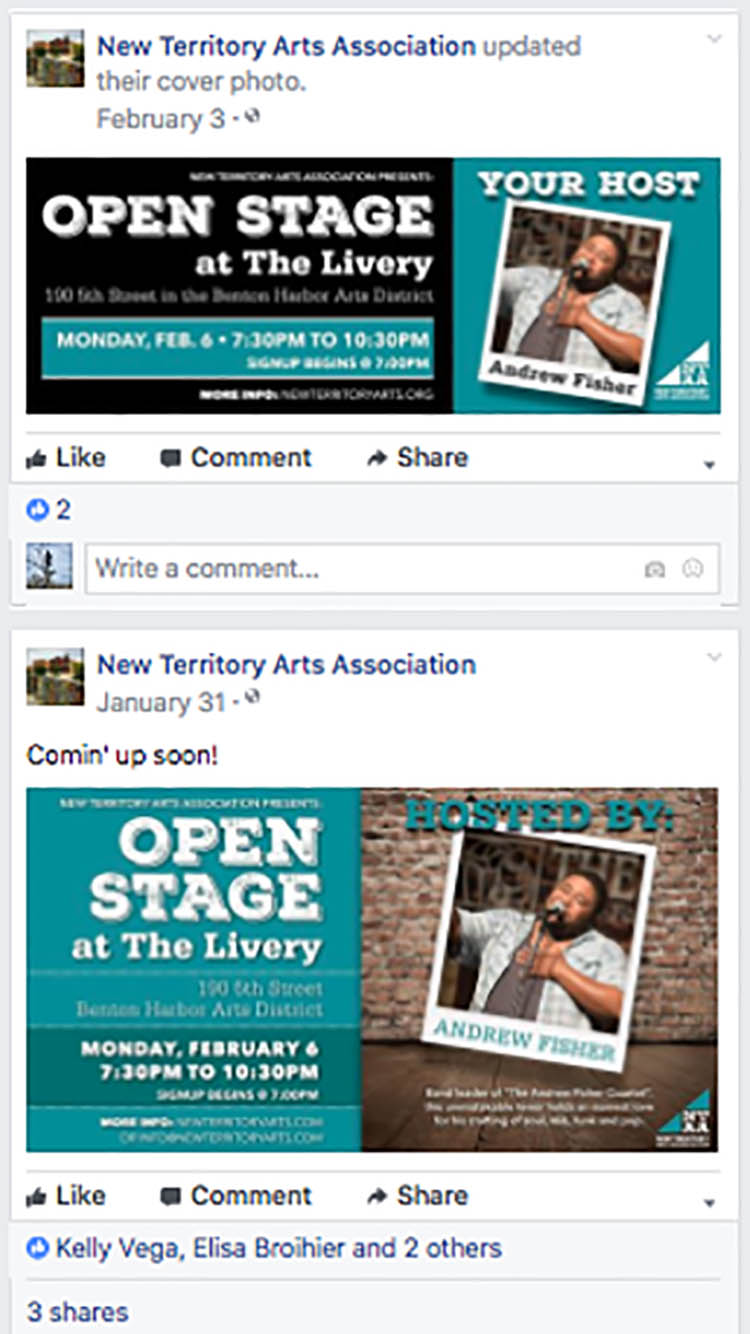 New Territory Arts Association updated
their cover photo.
February 3 ·
NEW TERRITORY ARTS ASSOCIATION PRESENTS:
OPEN STAGE
at The Livery
190 5th Street in the Benton Harbor Arts District
MONDAY, FEB. 6 • 7:30PM TO 10:30PM
SIGNUP BEGINS @ 7:00PM
MORE INFO: NEWTERRITORYARTS.ORG
YOUR HOST
Andrew Fisher
Like Comment Share
2
Write a comment...
New Territory Arts Association
January 31 ·
Comin' up soon!
NEW TERRITORY ARTS ASSOCIATION PRESENTS:
OPEN
STAGE
at The Livery
190 5th Street
Benton Harbor Arts District
MONDAY, FEBRUARY 6
7:30PM TO 10:30PM
SIGNUP BEGINS @ 7:00PM
MORE INFO: NEWTERRITORYARTS.COM
OR INFO@NEWTERRITORYARTS.COM
HOSTED BY:
ANDREW FISHER
Band leader of "The Andrew Fisher Quartet",
for his crafting of soul, R&B, funk and pop.
Like Comment Share
Kelly Vega, Elisa Broihier and 2 others
3 shares